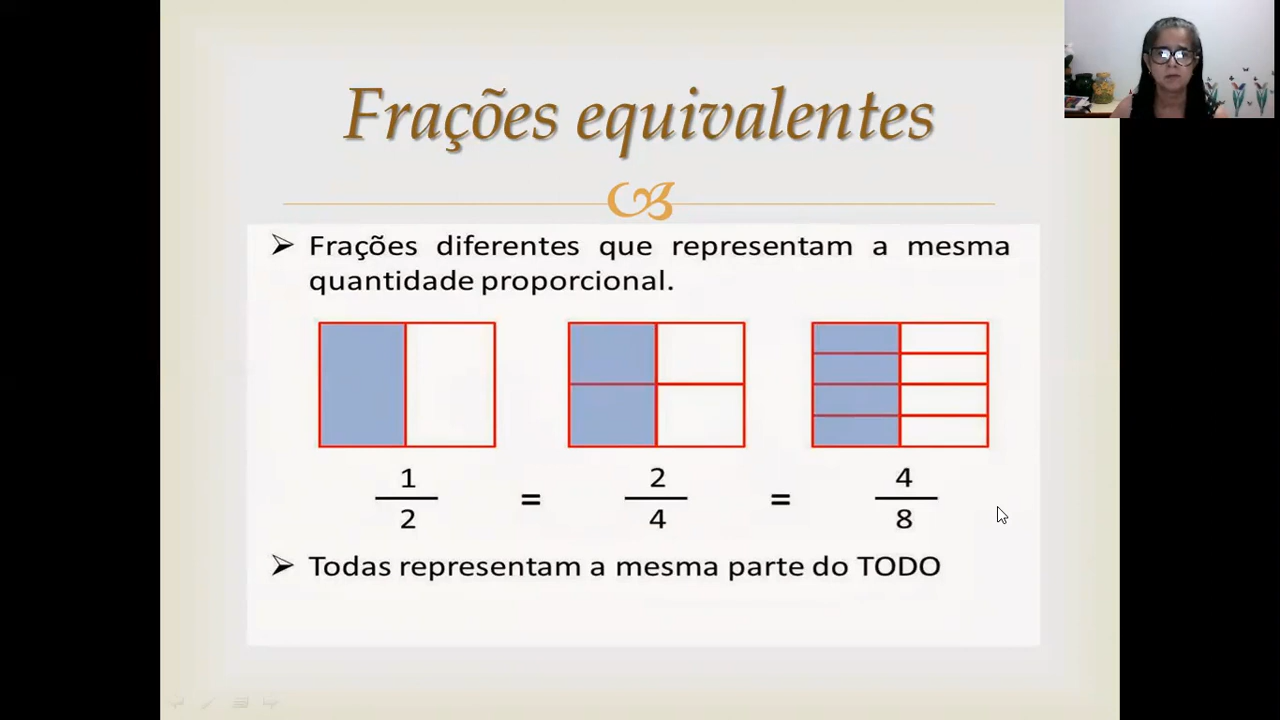 Frações equivalentes
Frações diferentes que representam a mesma
quantidade proporcional.
1/2 = 2/4 = 4/8
Todas representam a mesma parte do TODO